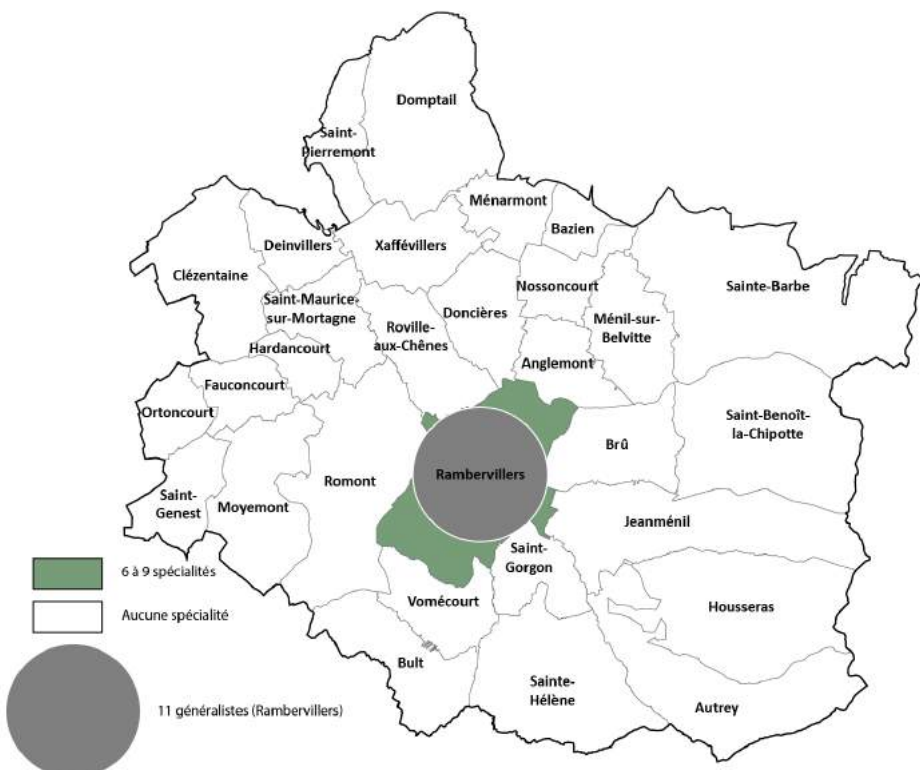 Domptail
Saint-
Pierremont
Ménarmont
Bazien
Deinvillers
Xaffévillers
Clézentaine
Nossoncourt
Sainte-Barbe
Saint-Maurice-
sur-Mortagne
Doncières
Roville-
aux-Chênes
Ménil-sur-
Belvitte
Hardancourt
Anglemont
Fauconcourt
Ortoncourt
Saint-Benoît-
la-Chipotte
Brû
Rambervillers
Romont
Saint-
Genest
Moyemont
Jeanménil
Saint-
Gorgon
6 à 9 spécialités
Vomécourt
Housseras
Aucune spécialité
Bult
Sainte-
Hélène
Autrey
11 généralistes (Rambervillers)